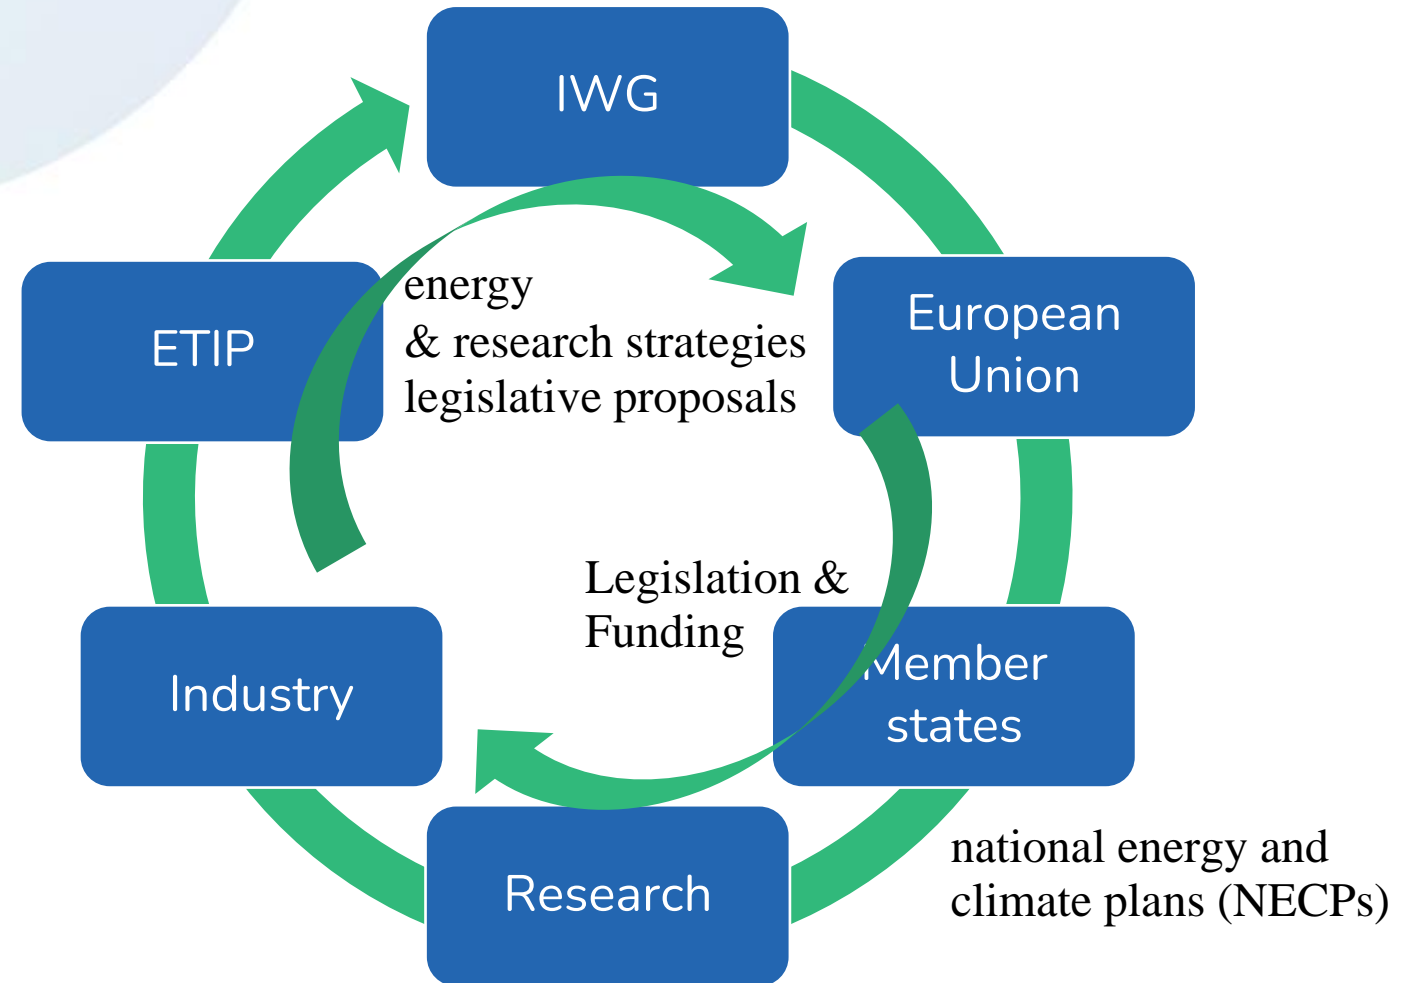 IWG
European
Union
ETIP
energy
& research strategies
legislative proposals
Legislation &
Funding
Member
states
Industry
Research
national energy and
climate plans (NECPs)